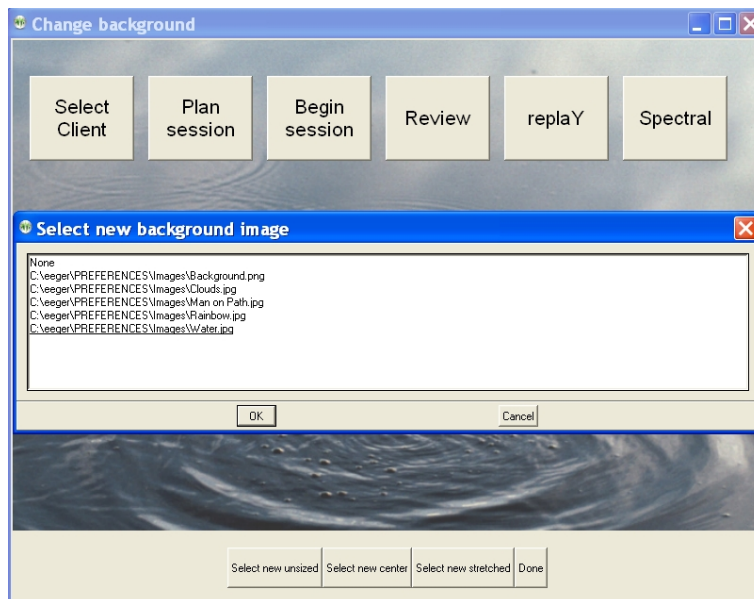 Change background
Select
Client
Plan
session
Begin
session
Review
replaY
Spectral
Select new background image
None
C:\eeger\PREFERENCES\Images\Background.png
C:\eeger\PREFERENCES\Images\Clouds.jpg
C:\eeger\PREFERENCES\Images\Man on Path.jpg
C:\eeger\PREFERENCES\Images\Rainbow.jpg
C:\eeger\PREFERENCES\Images\Water.jpg
OK
Cancel
Select new unsized
Select new center
Select new stretched
Done